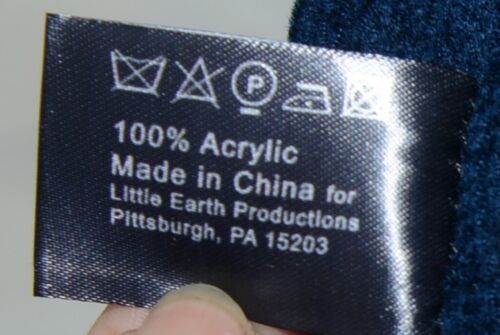 P
100% Acrylic
Made in China for
Little Earth Productions
Pittsburgh, PA 15203